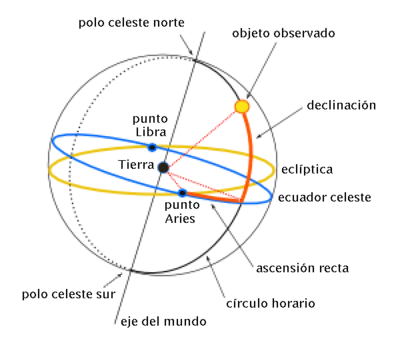 polo celeste norte
objeto observado
declinación
punto
Libra
Tierra
eclíptica
ecuador celeste
punto
Aries
ascensión recta
polo celeste sur
círculo horario
eje del mundo